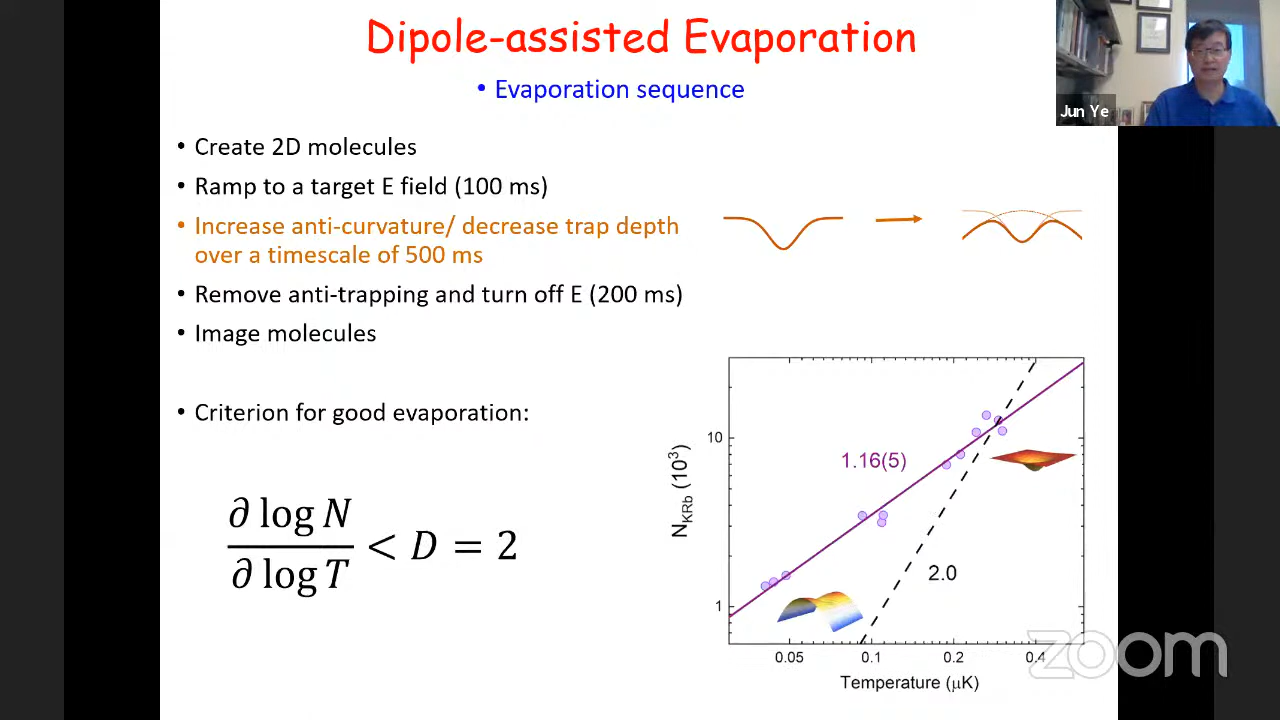 Dipole-assisted Evaporation
• Evaporation sequence
Jun Ye
• Create 2D molecules
• Ramp to a target E field (100 ms)
• Increase anti-curvature/ decrease trap depth
over a timescale of 500 ms
• Remove anti-trapping and turn off E (200 ms)
• Image molecules
• Criterion for good evaporation:
∂ log N
∂ log T
< D = 2
N_KRb (10³)
10
1
1.16(5)
2.0
0.05 0.1 0.2 0.4
Temperature (μK)
zoom